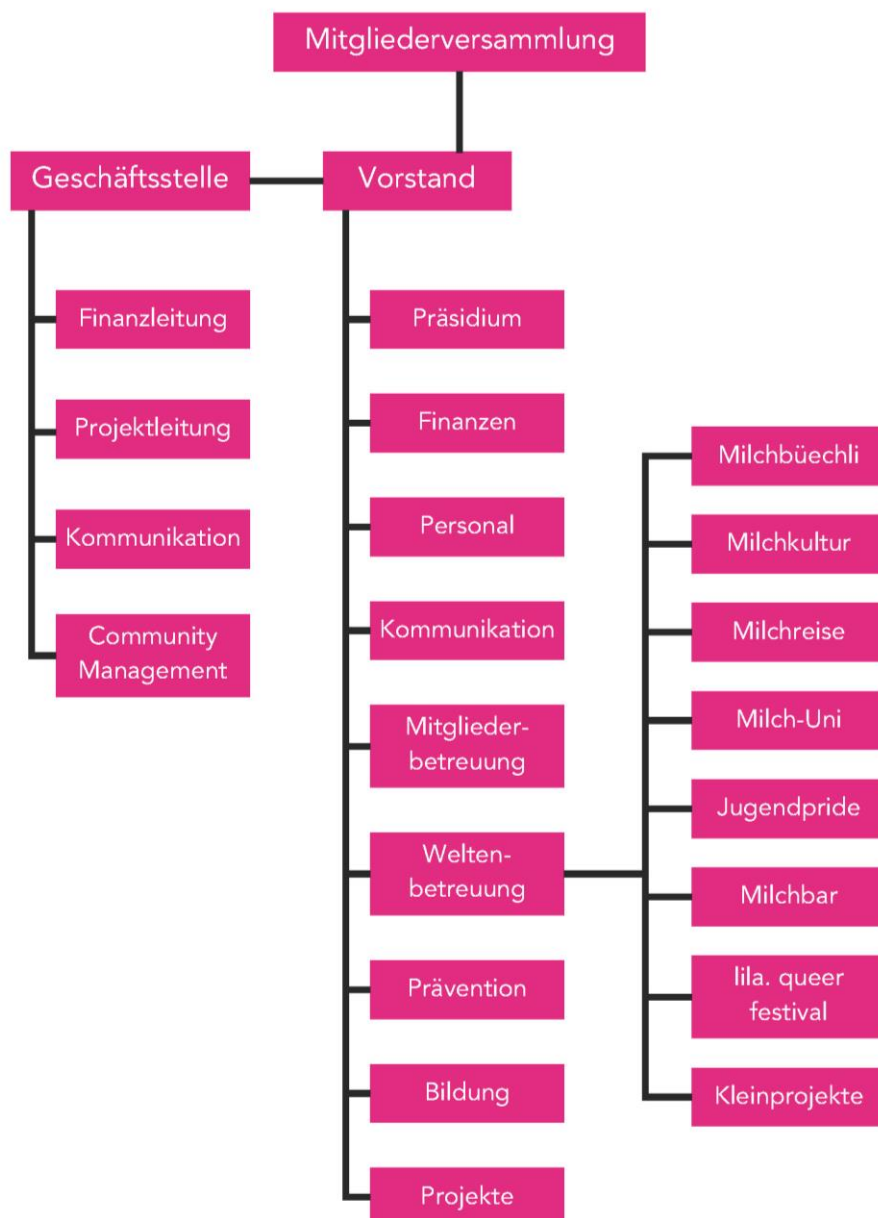 Mitgliederversammlung
Geschäftsstelle
Vorstand
Finanzleitung
Projektleitung
Kommunikation
Community
Management
Präsidium
Finanzen
Personal
Kommunikation
Mitglieder-
betreuung
Welten-
betreuung
Prävention
Bildung
Projekte
Milchbüechli
Milchkultur
Milchreise
Milch-Uni
Jugendpride
Milchbar
lila. queer
festival
Kleinprojekte